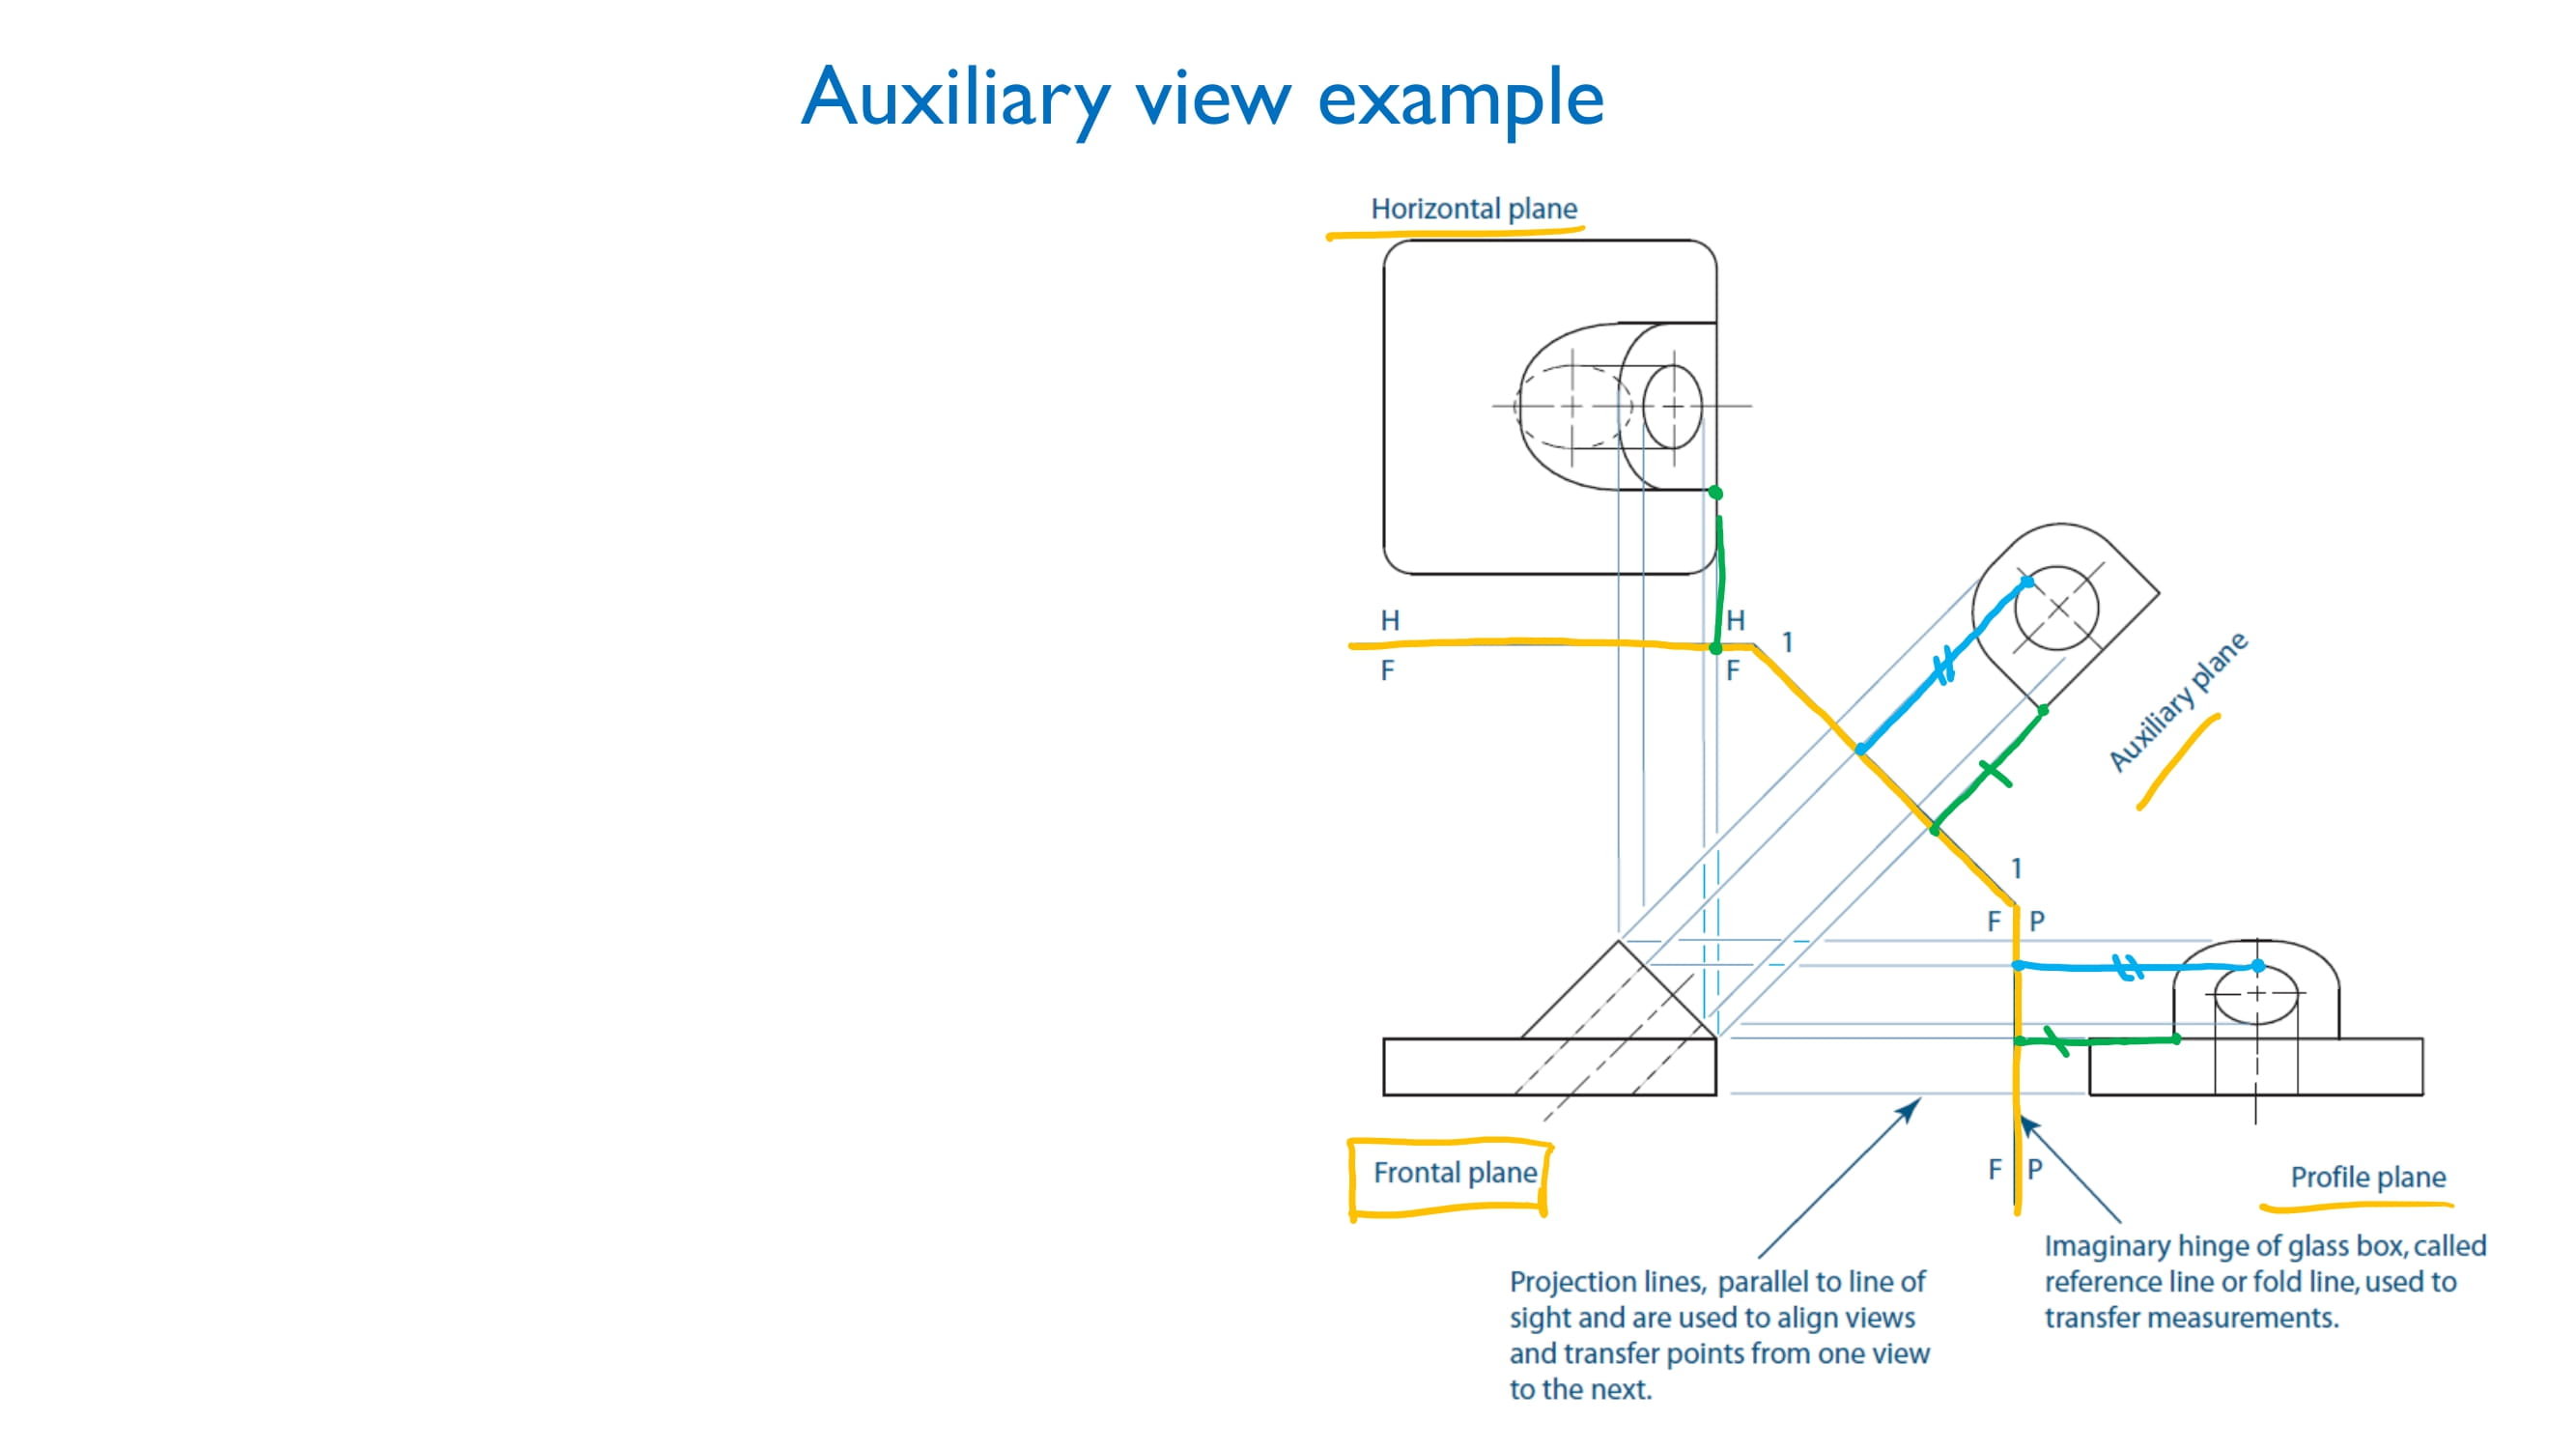 Auxiliary view example
Horizontal plane
H
H
1
F
F
Auxiliary plane
1
F P
Frontal plane
F P
Profile plane
Imaginary hinge of glass box, called
reference line or fold line, used to
transfer measurements.
Projection lines, parallel to line of
sight and are used to align views
and transfer points from one view
to the next.